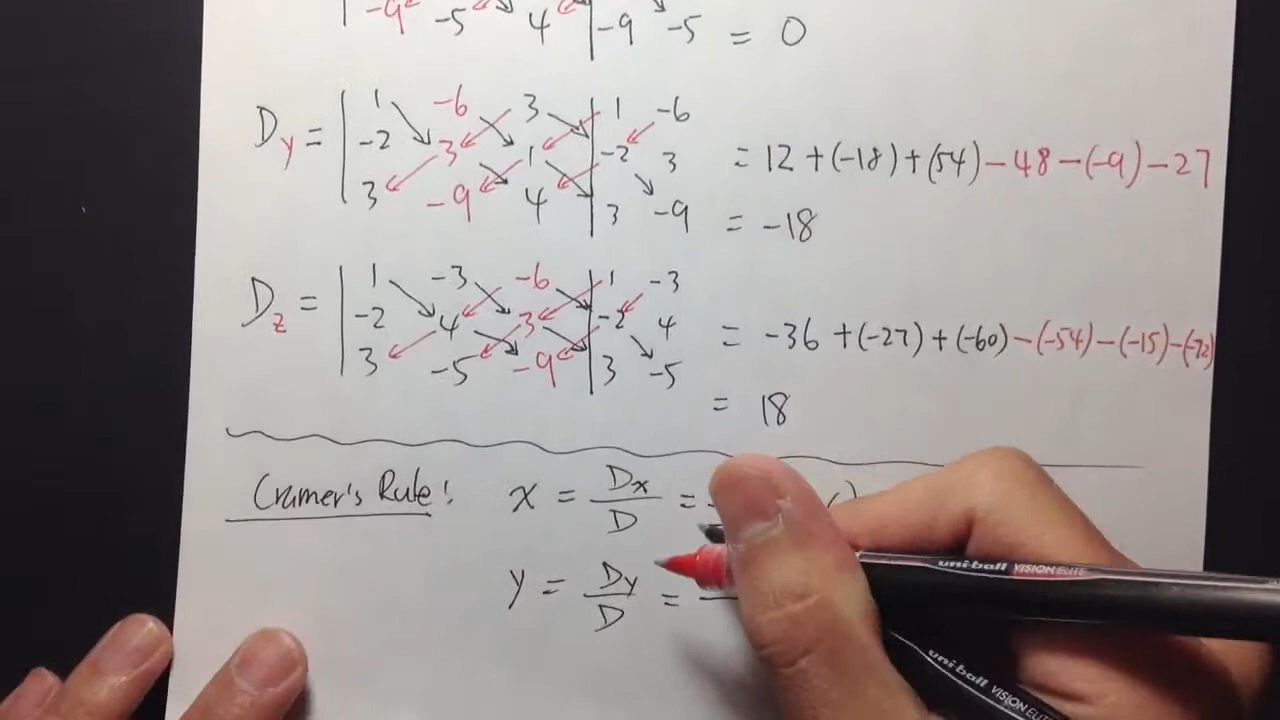 -9 -5 4 -9 -5 = 0
Dy = 1 -6 3 1 -6
-2 3 1 -2 3 = 12 + (-18) + (54) - 48 - (-9) - 27
3 -9 4 3 -9 = -18
Dz = 1 -3 -6 1 -3
-2 4 3 -2 4 = -36 + (-27) + (-60) - (-54) - (-15) - (-72)
3 -5 -9 3 -5
= 18
Cramer's Rule: x = Dx/D =
y = Dy/D =
uni-ball VISION ELITE
uni-ball VISION ELITE